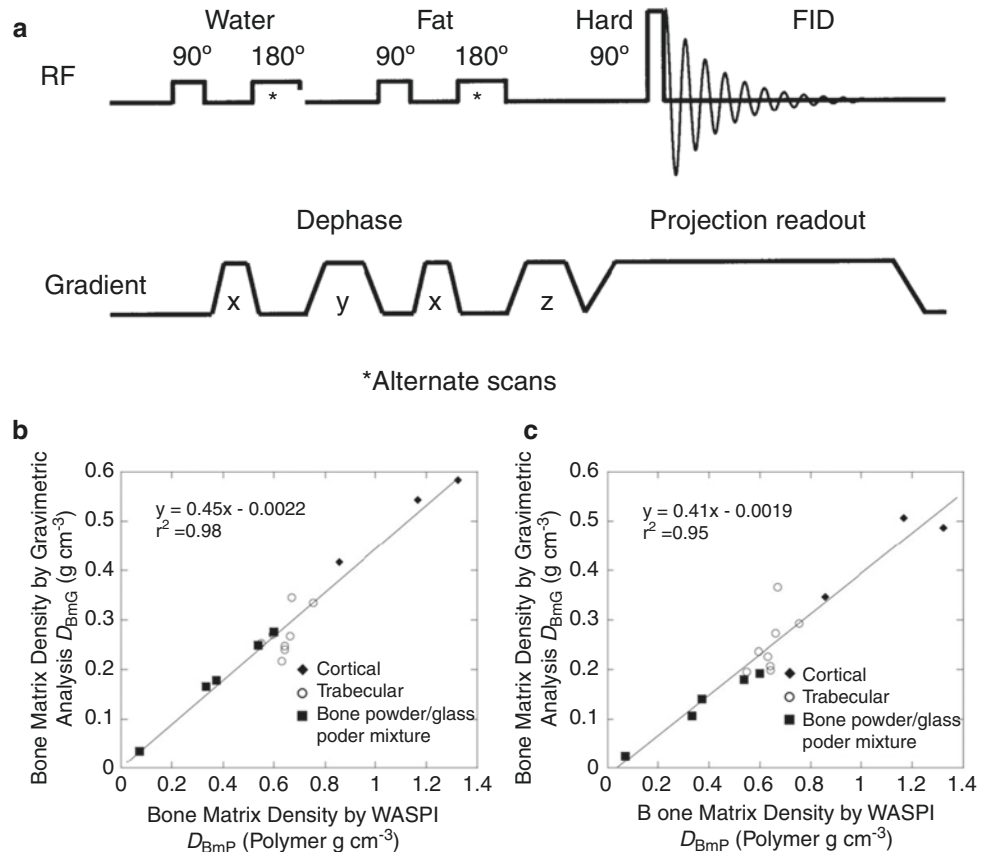 a
Water Fat Hard FID
90º 180º 90º 180º 90º
RF
* *
Dephase Projection readout
Gradient
x y x z
*Alternate scans
b
Bone Matrix Density by Gravimetric
Analysis DBmG (g cm-3)
0.6
0.5
0.4
0.3
0.2
0.1
0
y = 0.45x - 0.0022
r2 =0.98
Cortical
Trabecular
Bone powder/glass
poder mixture
0 0.2 0.4 0.6 0.8 1 1.2 1.4
Bone Matrix Density by WASPI
DBmP (Polymer g cm-3)
c
Bone Matrix Density by Gravimetric
Analysis DBmG (g cm-3)
0.6
0.5
0.4
0.3
0.2
0.1
0
y = 0.41x - 0.0019
r2 =0.95
Cortical
Trabecular
Bone powder/glass
poder mixture
0 0.2 0.4 0.6 0.8 1 1.2 1.4
B one Matrix Density by WASPI
DBmP (Polymer g cm-3)